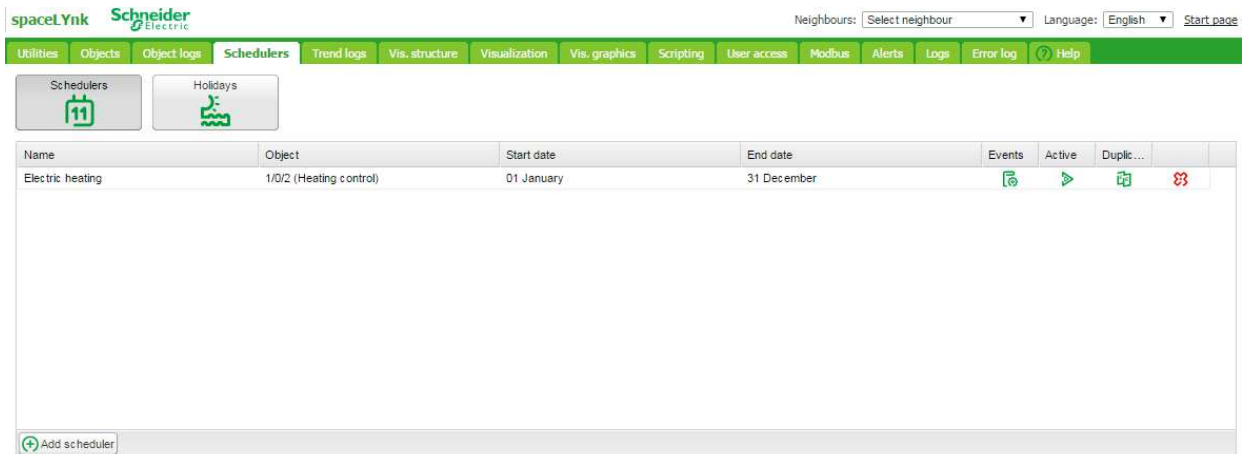 spaceLYnk Schneider Electric Neighbours: Select neighbour Language: English Start page
Utilities Objects Object logs Schedulers Trend logs Vis. structure Visualization Vis. graphics Scripting User access Modbus Alerts Logs Error log ? Help
Schedulers Holidays
11
Name Object Start date End date Events Active Duplic...
Electric heating 1/0/2 (Heating control) 01 January 31 December
Add scheduler